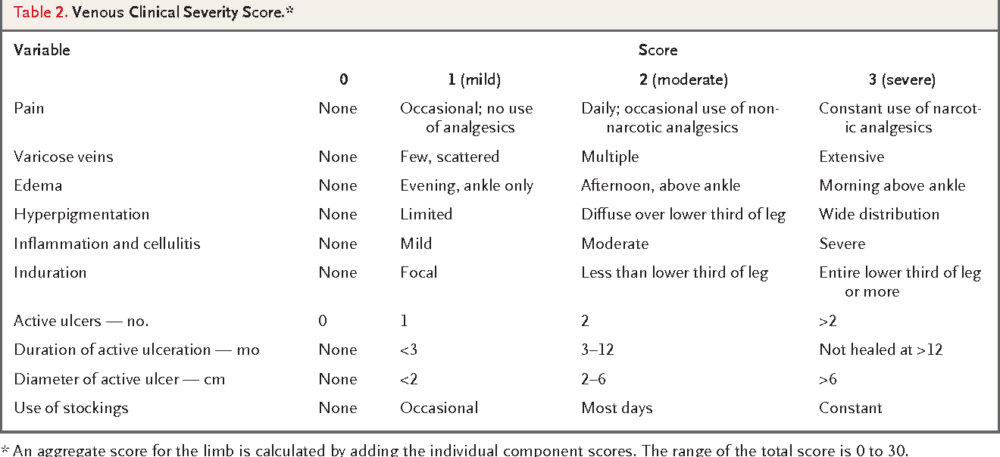 Table 2. Venous Clinical Severity Score.*
Variable Score
0 1 (mild) 2 (moderate) 3 (severe)
Pain None Occasional; no use of analgesics Daily; occasional use of non-narcotic analgesics Constant use of narcot-ic analgesics
Varicose veins None Few, scattered Multiple Extensive
Edema None Evening, ankle only Afternoon, above ankle Morning above ankle
Hyperpigmentation None Limited Diffuse over lower third of leg Wide distribution
Inflammation and cellulitis None Mild Moderate Severe
Induration None Focal Less than lower third of leg Entire lower third of leg or more
Active ulcers — no. 0 1 2 >2
Duration of active ulceration — mo None <3 3–12 Not healed at >12
Diameter of active ulcer — cm None <2 2–6 >6
Use of stockings None Occasional Most days Constant
* An aggregate score for the limb is calculated by adding the individual component scores. The range of the total score is 0 to 30.